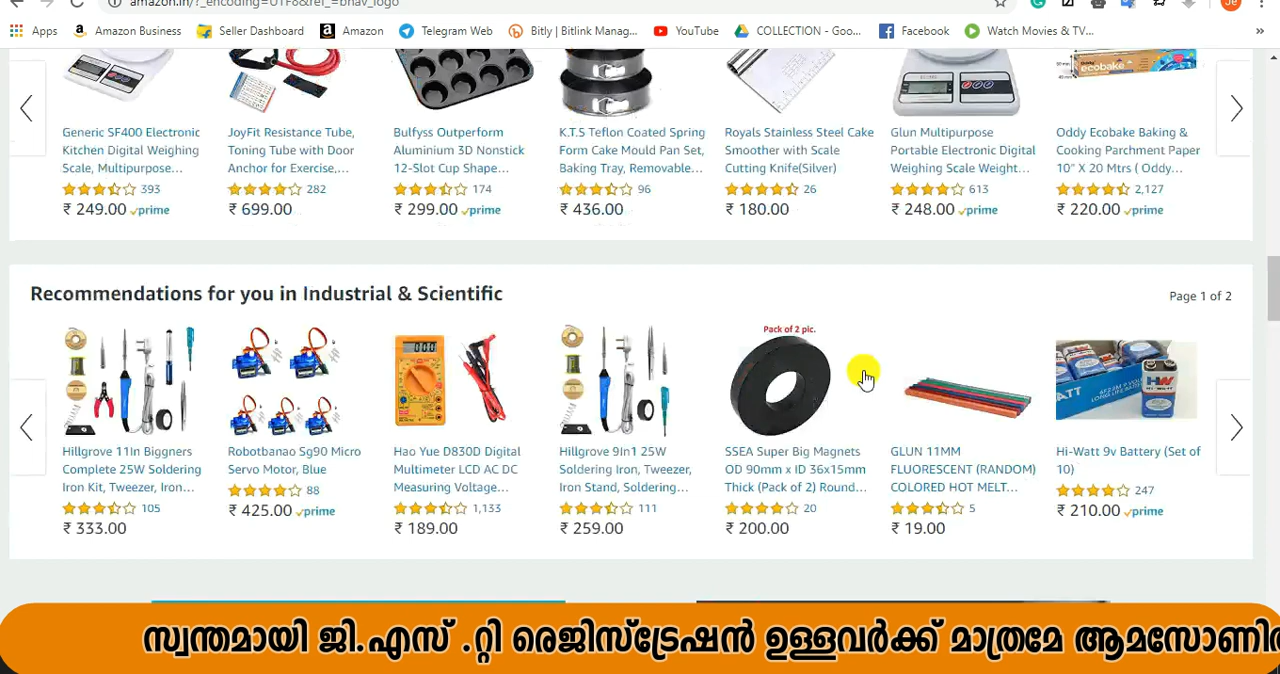 amazon.in/?_encoding=UTF8&ref_=bhav_logo
Apps Amazon Business Seller Dashboard Amazon Telegram Web Bitly | Bitlink Manag... YouTube COLLECTION - Goo... Facebook Watch Movies & TV... »
Generic SF400 Electronic
Kitchen Digital Weighing
Scale, Multipurpose...
393
₹ 249.00 prime
JoyFit Resistance Tube,
Toning Tube with Door
Anchor for Exercise,...
282
₹ 699.00
Bulfyss Outperform
Aluminium 3D Nonstick
12-Slot Cup Shape...
174
₹ 299.00 prime
K.T.S Teflon Coated Spring
Form Cake Mould Pan Set,
Baking Tray, Removable...
96
₹ 436.00
Royals Stainless Steel Cake
Smoother with Scale
Cutting Knife(Silver)
26
₹ 180.00
Glun Multipurpose
Portable Electronic Digital
Weighing Scale Weight...
613
₹ 248.00 prime
ecobake
Oddy Ecobake Baking &
Cooking Parchment Paper
10" X 20 Mtrs ( Oddy...
2,127
₹ 220.00 prime
Recommendations for you in Industrial & Scientific
Page 1 of 2
Hillgrove 11In Biggners
Complete 25W Soldering
Iron Kit, Tweezer, Iron...
105
₹ 333.00
Robotbanao Sg90 Micro
Servo Motor, Blue
88
₹ 425.00 prime
Hao Yue D830D Digital
Multimeter LCD AC DC
Measuring Voltage...
1,133
₹ 189.00
Hillgrove 9In1 25W
Soldering Iron, Tweezer,
Iron Stand, Soldering...
111
₹ 259.00
Pack of 2 pic.
SSEA Super Big Magnets
OD 90mm x ID 36x15mm
Thick (Pack of 2) Round...
20
₹ 200.00
GLUN 11MM
FLUORESCENT (RANDOM)
COLORED HOT MELT...
5
₹ 19.00
HW
Hi-Watt 9v Battery (Set of
10)
247
₹ 210.00 prime
സ്വന്തമായി ജി.എസ് .റ്റി രെജിസ്ട്രേഷൻ ഉള്ളവർക്ക് മാത്രമേ ആമസോണിൽ